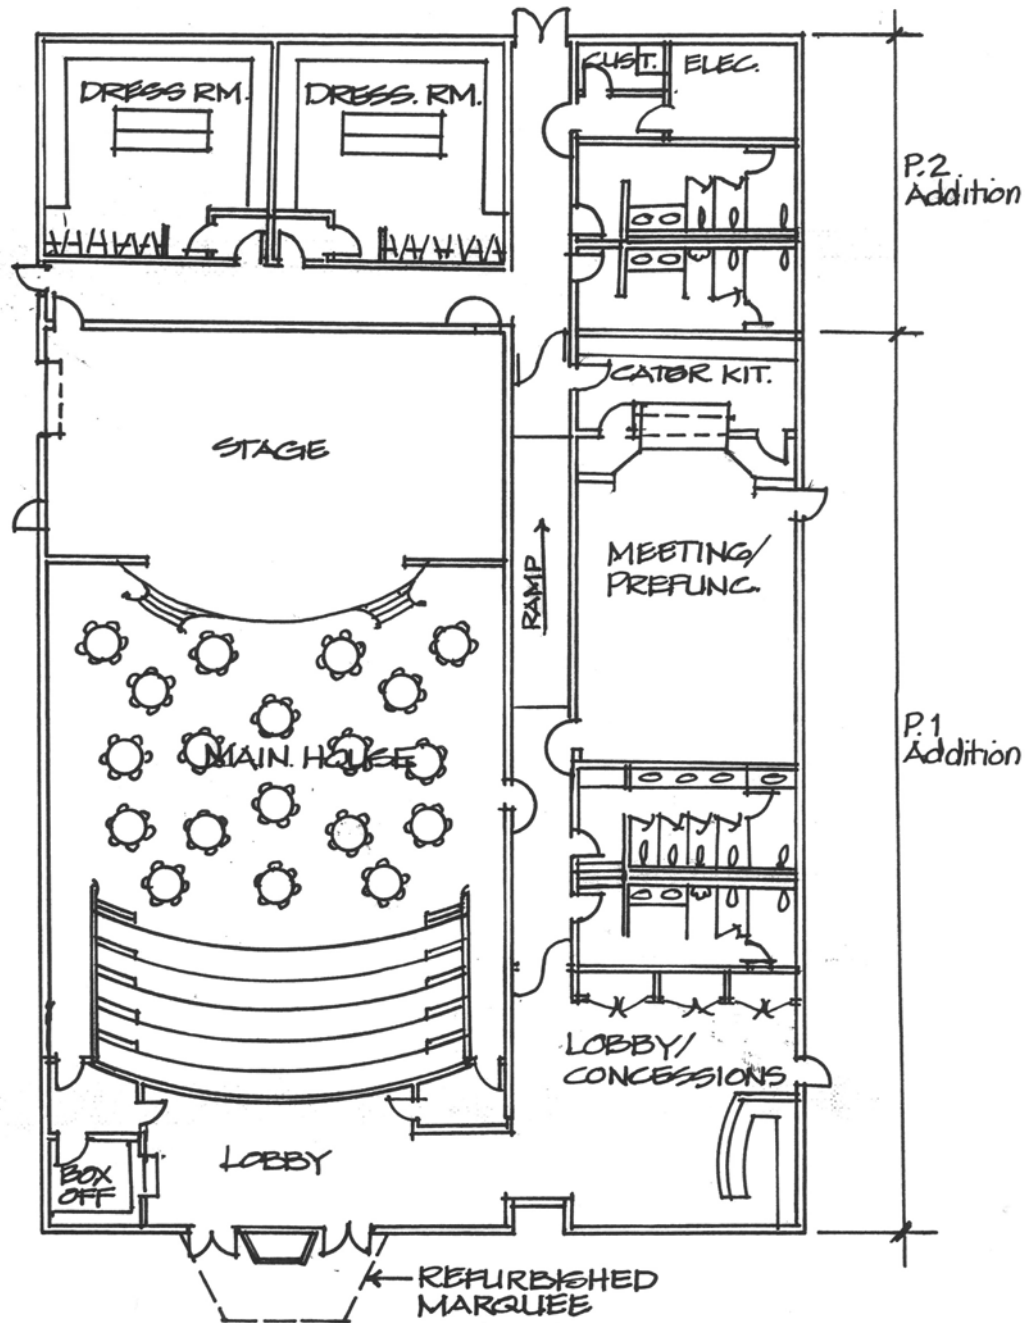 CUST.
ELEC.
DRESS RM.
DRESS. RM.
P.2
Addition
CATER KIT.
STAGE
MEETING/
PREFUNC.
RAMP
MAIN HOUSE
P.1
Addition
LOBBY/
CONCESSIONS
LOBBY
BOX
OFF
REFURBISHED
MARQUEE